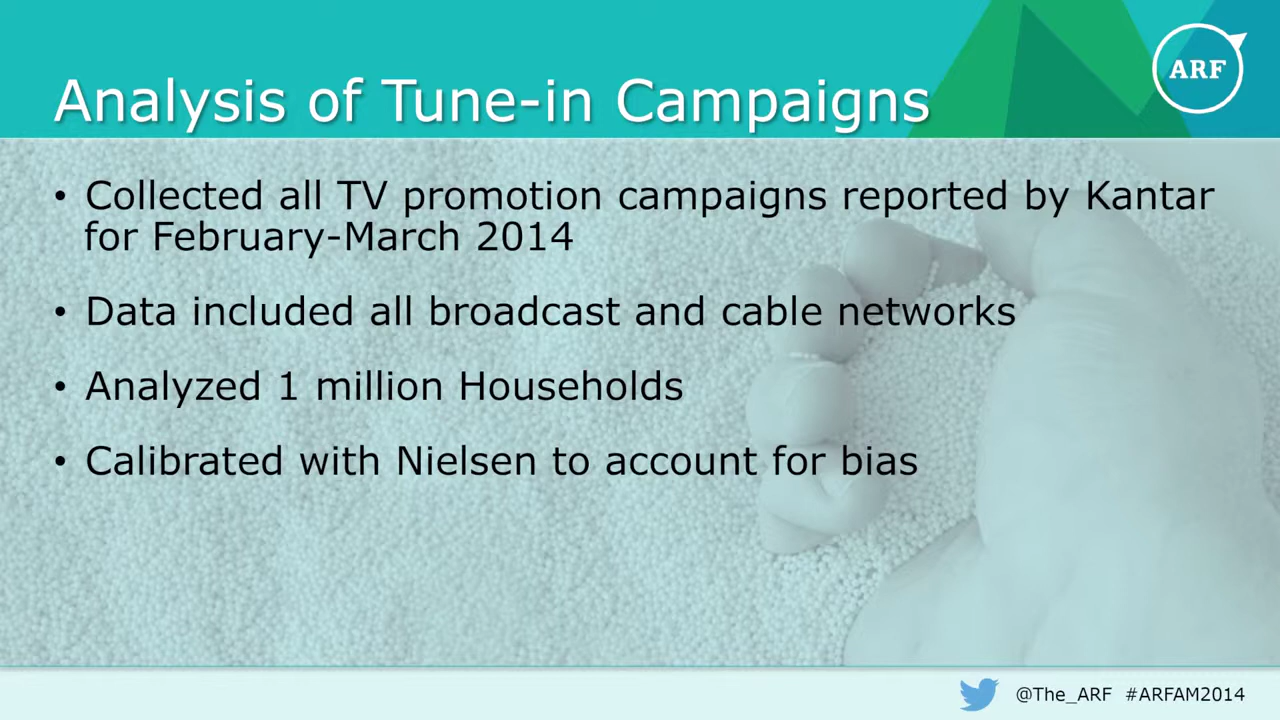 ARF
Analysis of Tune-in Campaigns
• Collected all TV promotion campaigns reported by Kantar
for February-March 2014
• Data included all broadcast and cable networks
• Analyzed 1 million Households
• Calibrated with Nielsen to account for bias
@The_ARF #ARFAM2014